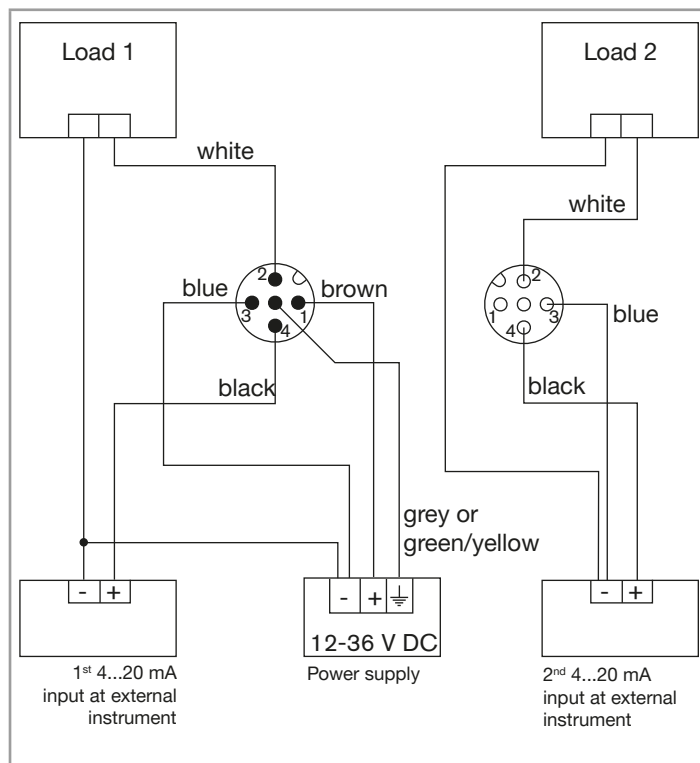 Load 1
Load 2
white
white
2
1
3
4
blue
brown
2
1
3
4
blue
black
black
grey or
green/yellow
- +
- +
- +
12-36 V DC
1st 4...20 mA
input at external
instrument
Power supply
2nd 4...20 mA
input at external
instrument